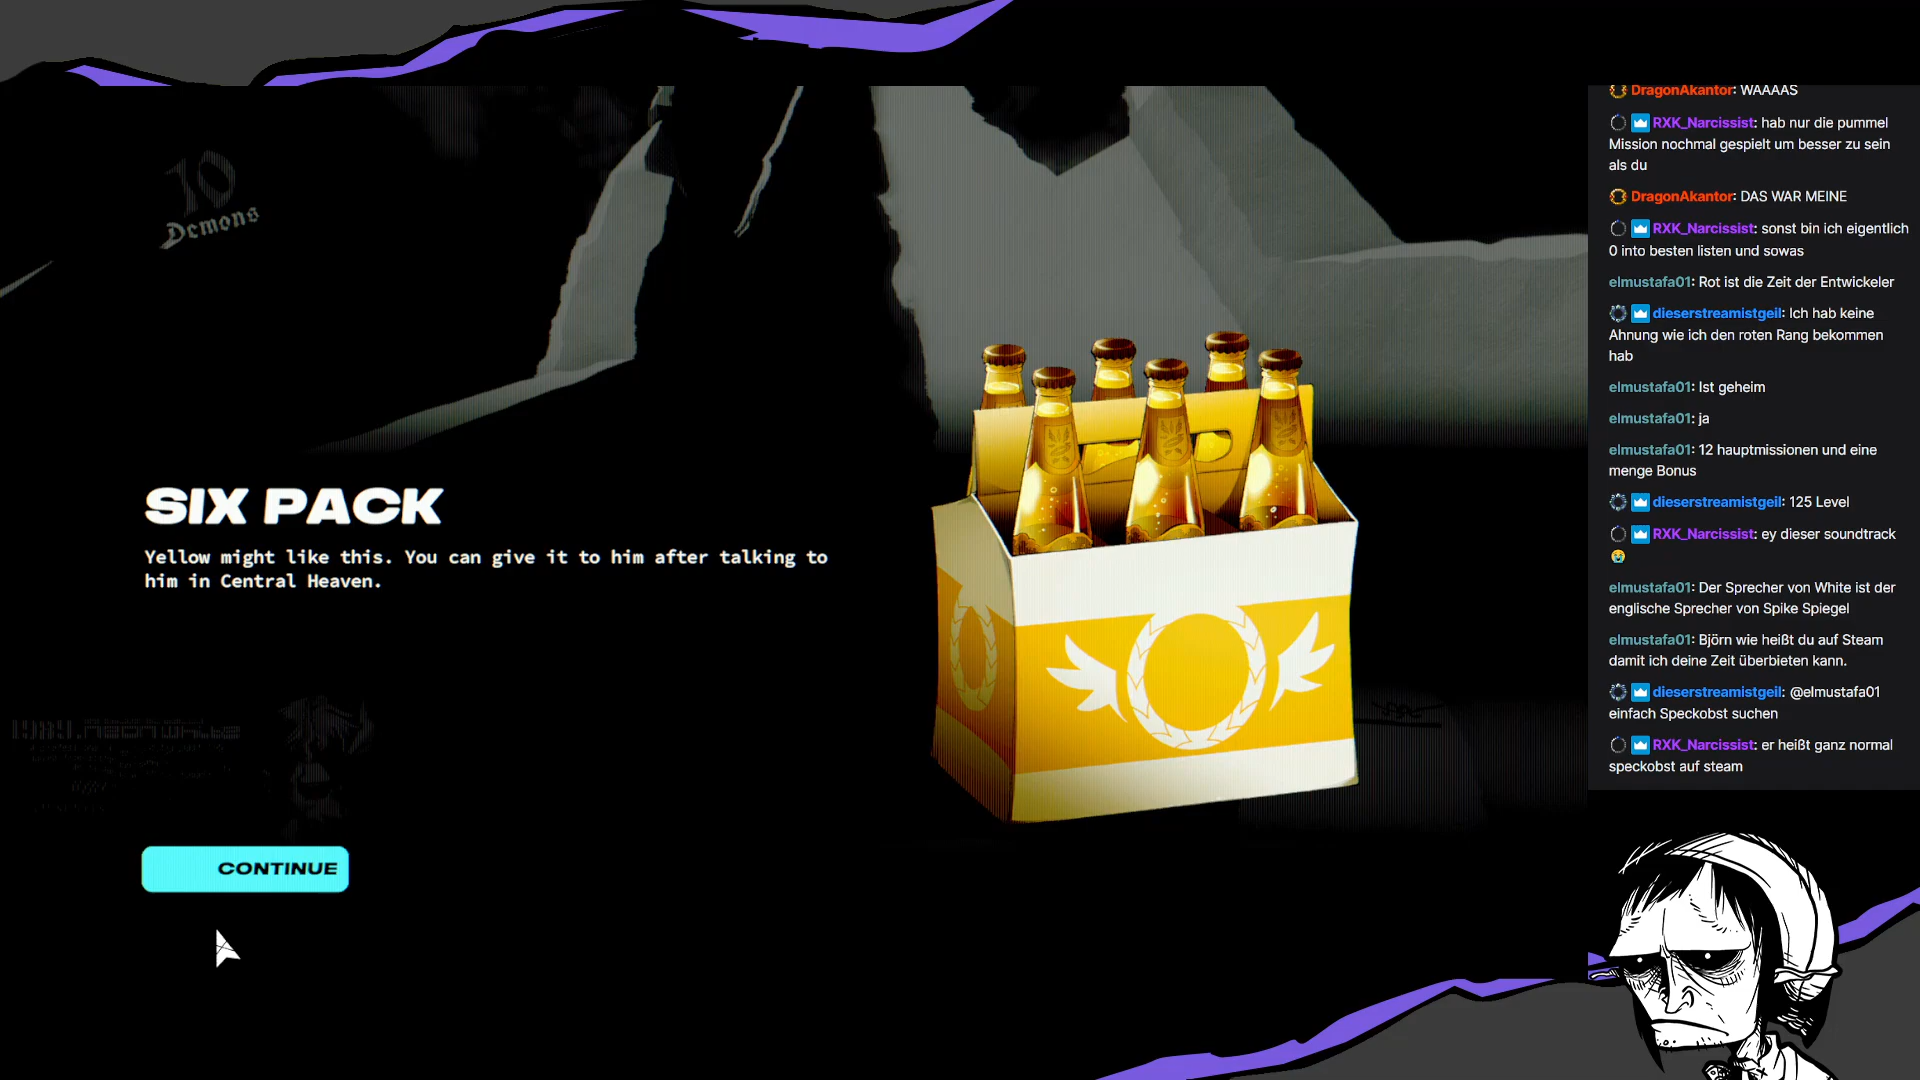 10
Demons
SIX PACK
Yellow might like this. You can give it to him after talking to
him in Central Heaven.
CONTINUE
DragonAkantor: WAAAAS
RXK_Narcissist: hab nur die pummel
Mission nochmal gespielt um besser zu sein
als du
DragonAkantor: DAS WAR MEINE
RXK_Narcissist: sonst bin ich eigentlich
0 into besten listen und sowas
elmustafa01: Rot ist die Zeit der Entwickeler
dieserstreamistgeil: Ich hab keine
Ahnung wie ich den roten Rang bekommen
hab
elmustafa01: Ist geheim
elmustafa01: ja
elmustafa01: 12 hauptmissionen und eine
menge Bonus
dieserstreamistgeil: 125 Level
RXK_Narcissist: ey dieser soundtrack
elmustafa01: Der Sprecher von White ist der
englische Sprecher von Spike Spiegel
elmustafa01: Björn wie heißt du auf Steam
damit ich deine Zeit überbieten kann.
dieserstreamistgeil: @elmustafa01
einfach Speckobst suchen
RXK_Narcissist: er heißt ganz normal
speckobst auf steam